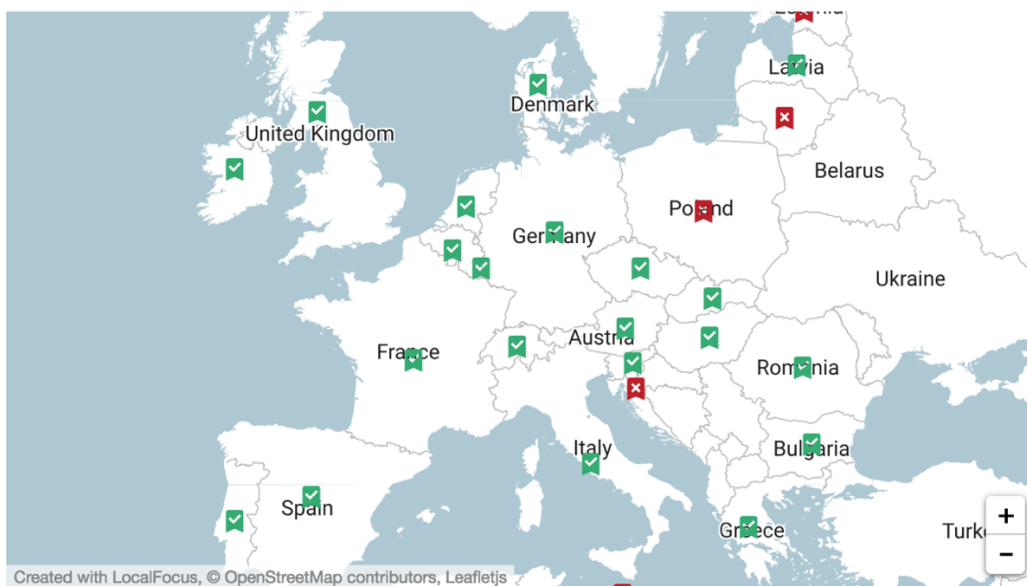 Latvia
Denmark
United Kingdom
Belarus
Poland
Germany
Ukraine
Austria
France
Romania
Italy
Bulgaria
Spain
Greece
+
−
Created with LocalFocus, © OpenStreetMap contributors, Leafletjs